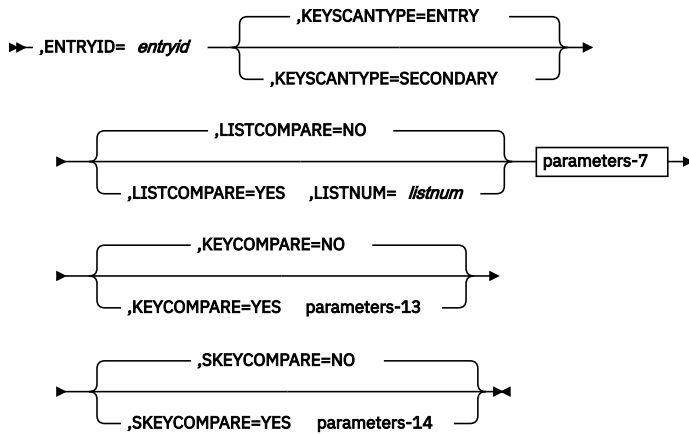 ,KEYSCANTYPE=ENTRY
,ENTRYID= entryid
,KEYSCANTYPE=SECONDARY
,LISTCOMPARE=NO
parameters-7
,LISTCOMPARE=YES ,LISTNUM= listnum
,KEYCOMPARE=NO
,KEYCOMPARE=YES parameters-13
,SKEYCOMPARE=NO
,SKEYCOMPARE=YES parameters-14